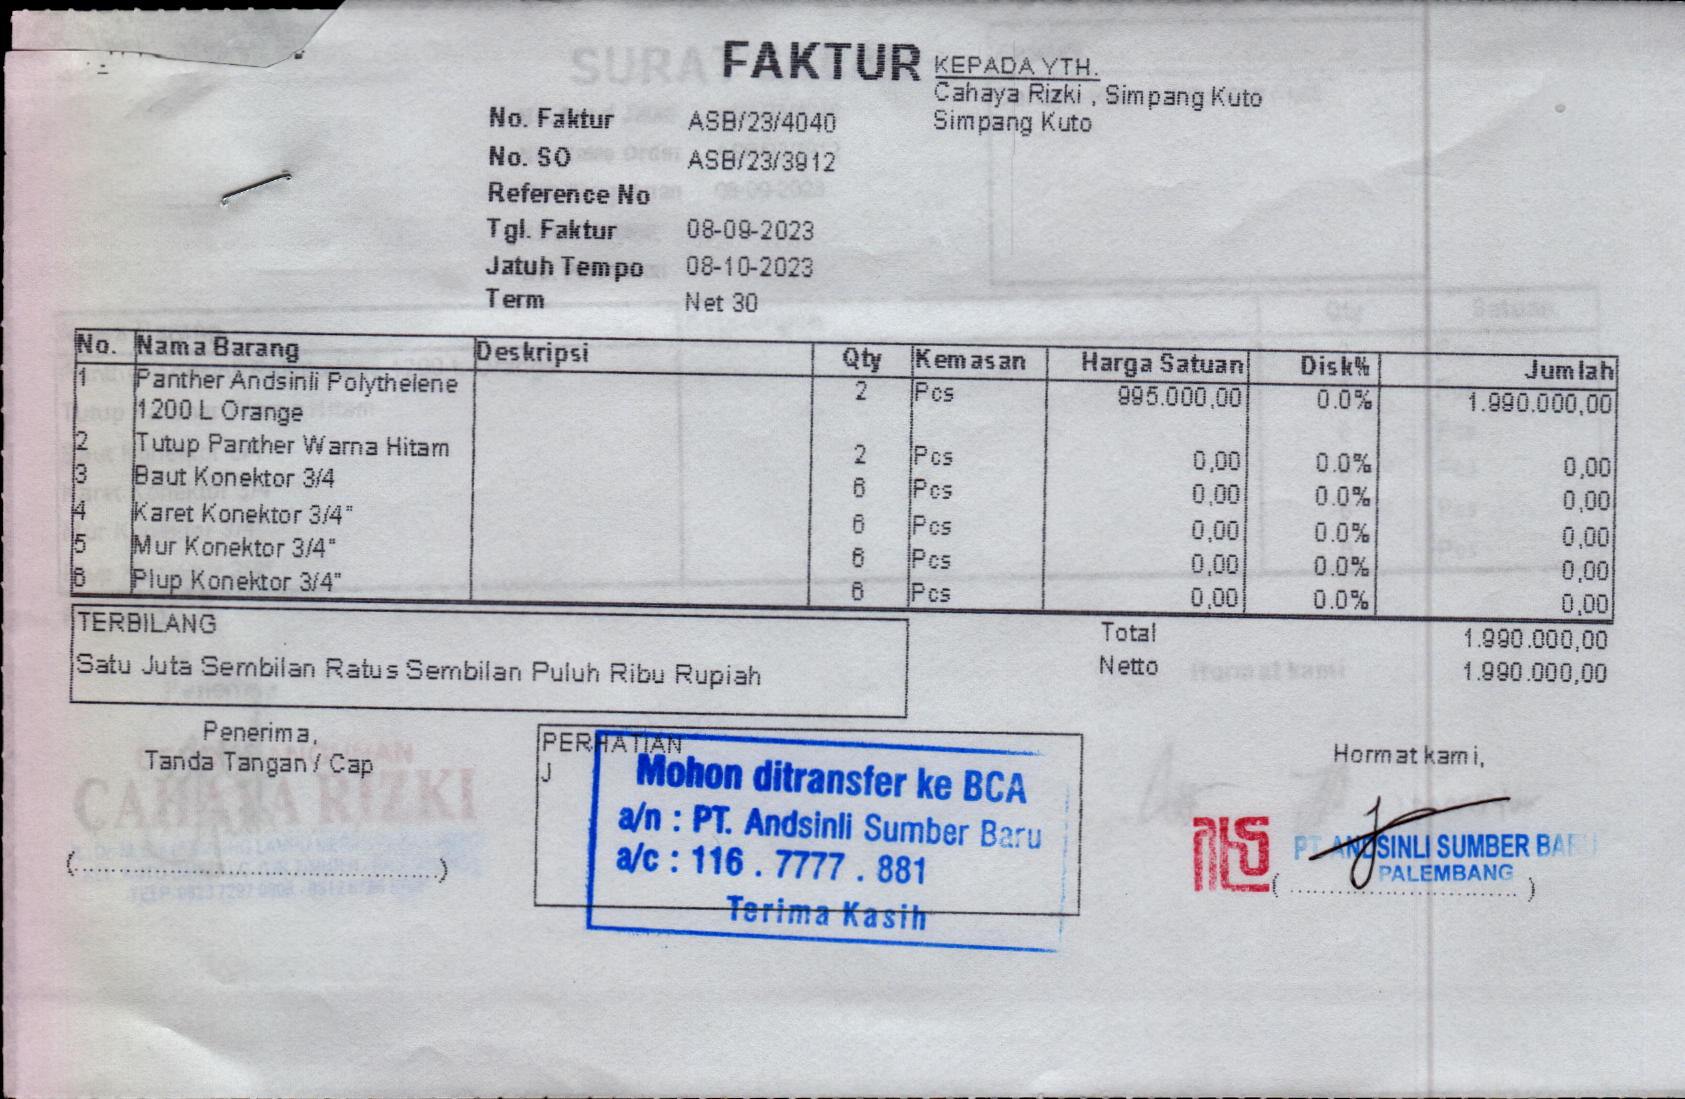 FAKTUR
KEPADA YTH.
Cahaya Rizki , Simpang Kuto
Simpang Kuto
No. Faktur ASB/23/4040
No. SO ASB/23/3912
Reference No
Tgl. Faktur 08-09-2023
Jatuh Tempo 08-10-2023
Term Net 30
No. Nama Barang Deskripsi Qty Kemasan Harga Satuan Disk% Jumlah
1 Panther Andsinli Polythelene 2 Pcs 995.000,00 0.0% 1.990.000,00
1200 L Orange
2 Tutup Panther Warna Hitam 2 Pcs 0,00 0.0% 0,00
3 Baut Konektor 3/4 6 Pcs 0,00 0.0% 0,00
4 Karet Konektor 3/4" 6 Pcs 0,00 0.0% 0,00
5 Mur Konektor 3/4" 6 Pcs 0,00 0.0% 0,00
6 Plup Konektor 3/4" 6 Pcs 0,00 0.0% 0,00
TERBILANG
Satu Juta Sembilan Ratus Sembilan Puluh Ribu Rupiah
Total 1.990.000,00
Netto 1.990.000,00
Penerima,
Tanda Tangan / Cap
CAHAYA RIZKI
(........................................)
PERHATIAN
J
Mohon ditransfer ke BCA
a/n : PT. Andsinli Sumber Baru
a/c : 116 . 7777 . 881
Terima Kasih
Hormat kami,
PT ANDSINLI SUMBER BARU
PALEMBANG
(........................................)